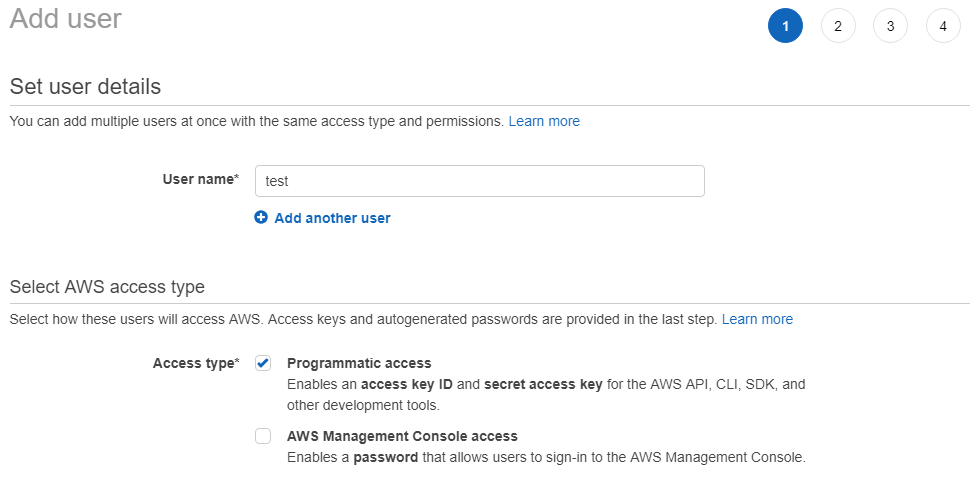 Add user
1 2 3 4
Set user details
You can add multiple users at once with the same access type and permissions. Learn more
User name* test
Add another user
Select AWS access type
Select how these users will access AWS. Access keys and autogenerated passwords are provided in the last step. Learn more
Access type* Programmatic access
Enables an access key ID and secret access key for the AWS API, CLI, SDK, and
other development tools.
AWS Management Console access
Enables a password that allows users to sign-in to the AWS Management Console.